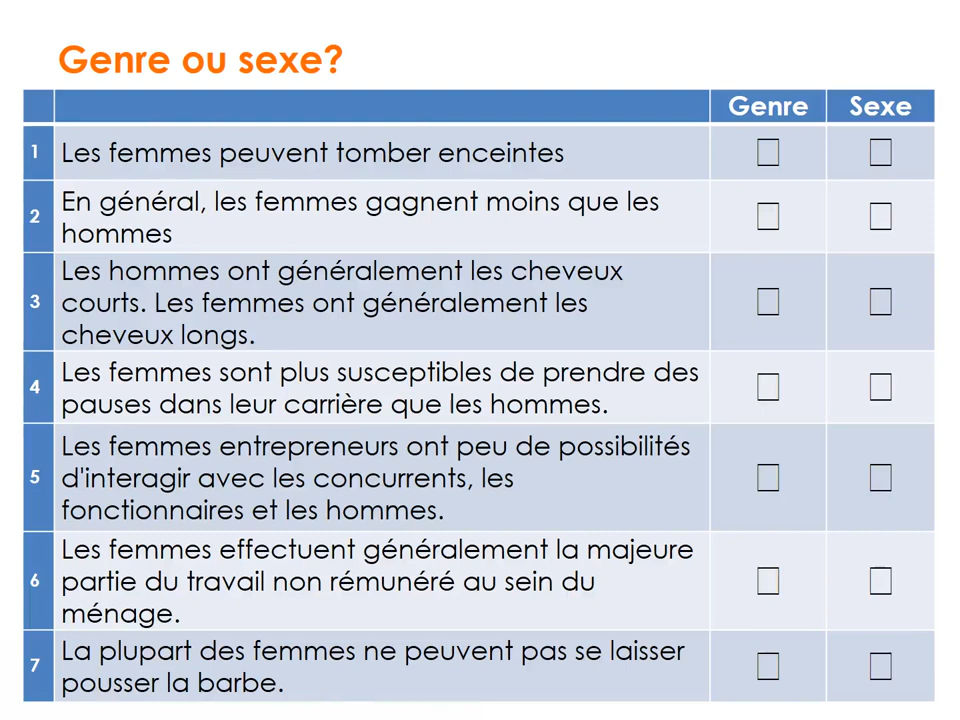 Genre ou sexe?
Genre Sexe
1 Les femmes peuvent tomber enceintes
2 En général, les femmes gagnent moins que les
hommes
3 Les hommes ont généralement les cheveux
courts. Les femmes ont généralement les
cheveux longs.
4 Les femmes sont plus susceptibles de prendre des
pauses dans leur carrière que les hommes.
5 Les femmes entrepreneurs ont peu de possibilités
d'interagir avec les concurrents, les
fonctionnaires et les hommes.
6 Les femmes effectuent généralement la majeure
partie du travail non rémunéré au sein du
ménage.
7 La plupart des femmes ne peuvent pas se laisser
pousser la barbe.